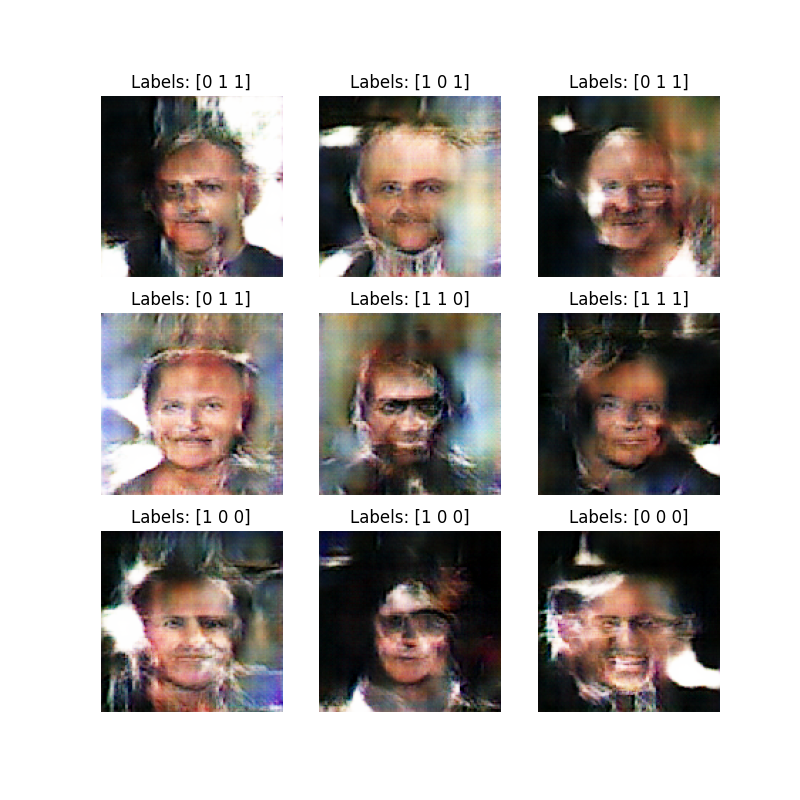 Labels: [0 1 1]
Labels: [1 0 1]
Labels: [0 1 1]
Labels: [0 1 1]
Labels: [1 1 0]
Labels: [1 1 1]
Labels: [1 0 0]
Labels: [1 0 0]
Labels: [0 0 0]